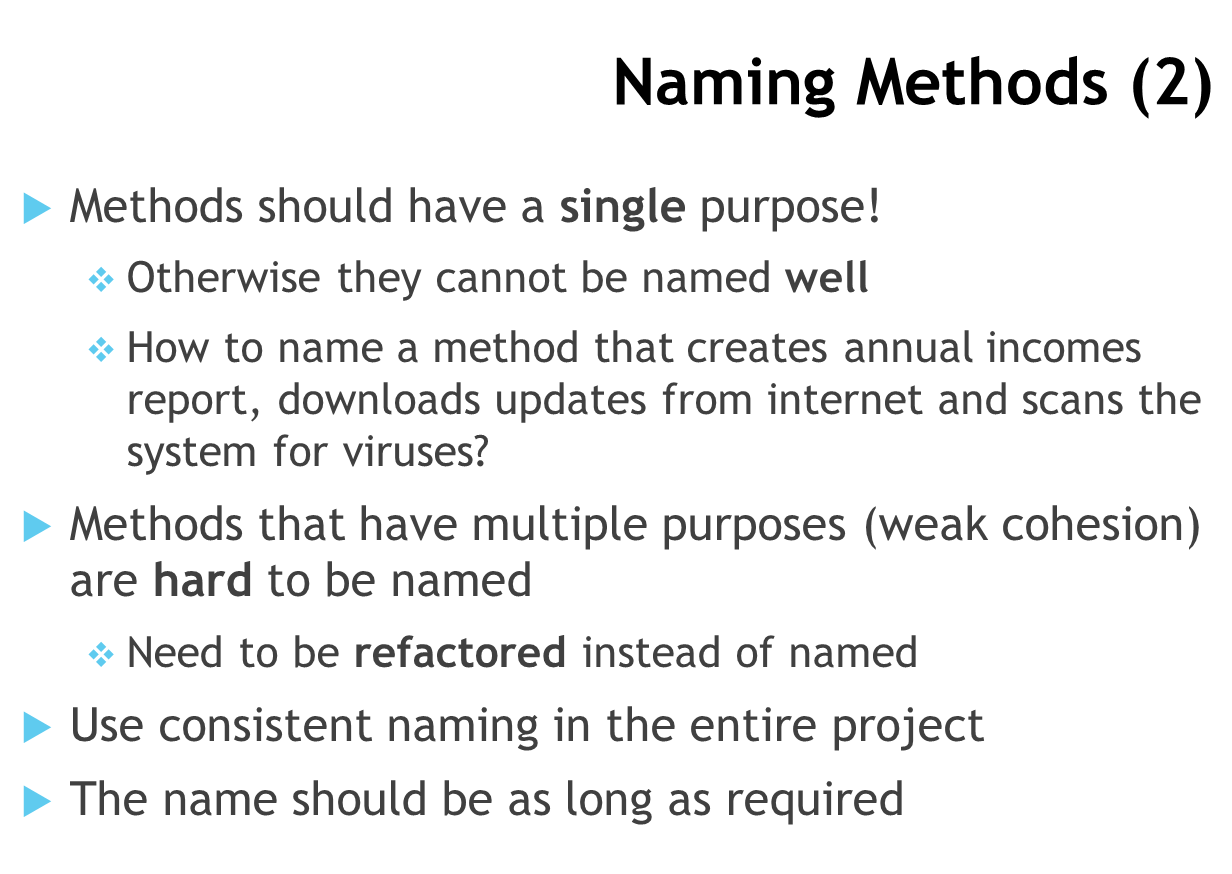 Naming Methods (2)
Methods should have a single purpose!
Otherwise they cannot be named well
How to name a method that creates annual incomes
report, downloads updates from internet and scans the
system for viruses?
Methods that have multiple purposes (weak cohesion)
are hard to be named
Need to be refactored instead of named
Use consistent naming in the entire project
The name should be as long as required